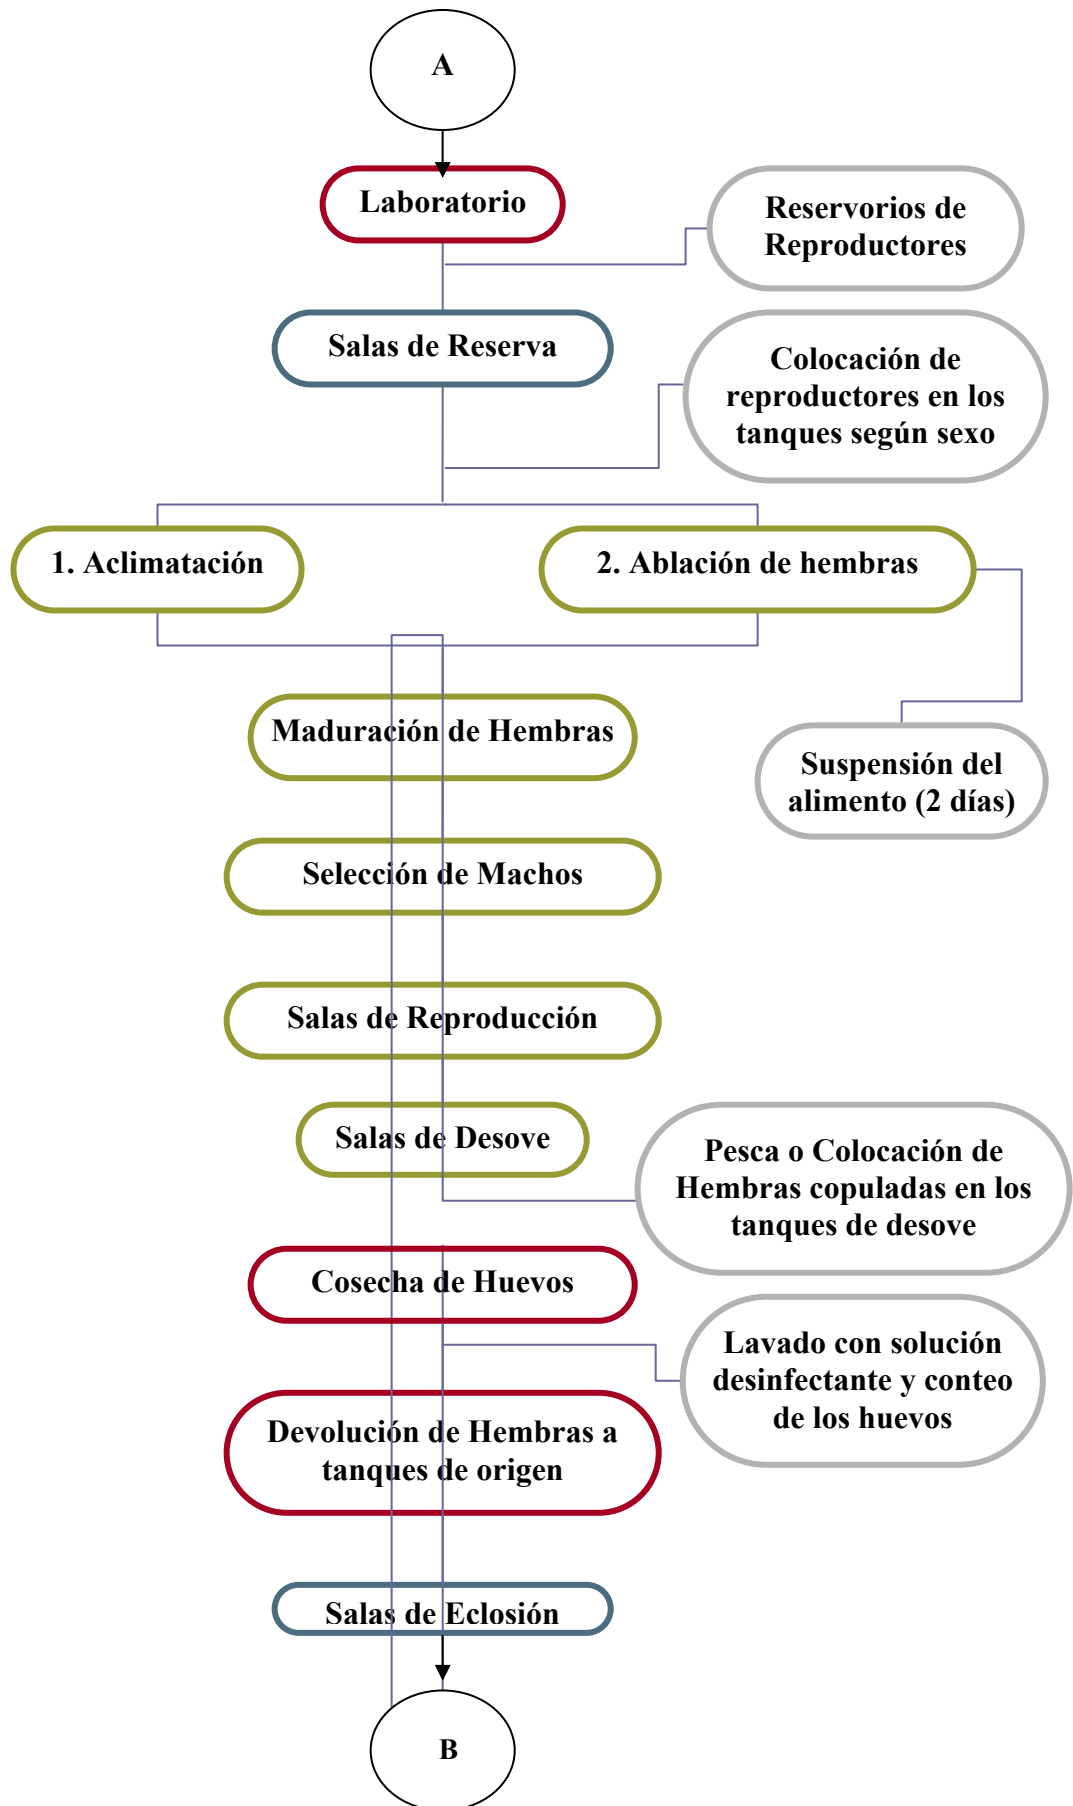 A
Laboratorio
Reservorios de
Reproductores
Salas de Reserva
Colocación de
reproductores en los
tanques según sexo
1. Aclimatación
2. Ablación de hembras
Maduración de Hembras
Suspensión del
alimento (2 días)
Selección de Machos
Salas de Reproducción
Salas de Desove
Pesca o Colocación de
Hembras copuladas en los
tanques de desove
Cosecha de Huevos
Lavado con solución
desinfectante y conteo
de los huevos
Devolución de Hembras a
tanques de origen
Salas de Eclosión
B